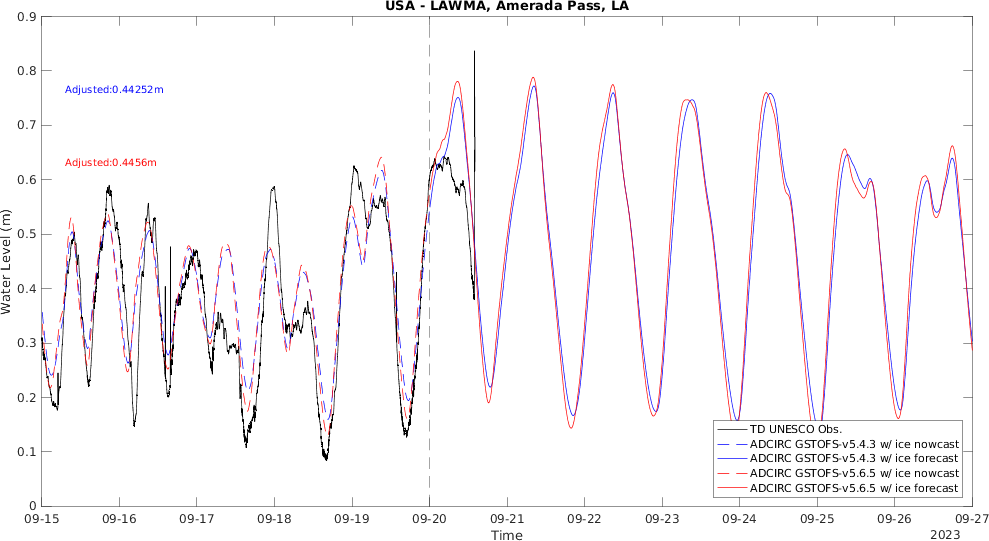 USA - LAWMA, Amerada Pass, LA
0.9
0.8
0.7
0.6
0.5
0.4
0.3
0.2
0.1
0
Water Level (m)
Adjusted:0.44252m
Adjusted:0.4456m
TD UNESCO Obs.
ADCIRC GSTOFS-v5.4.3 w/ ice nowcast
ADCIRC GSTOFS-v5.4.3 w/ ice forecast
ADCIRC GSTOFS-v5.6.5 w/ ice nowcast
ADCIRC GSTOFS-v5.6.5 w/ ice forecast
09-15 09-16 09-17 09-18 09-19 09-20 09-21 09-22 09-23 09-24 09-25 09-26 09-27
Time
2023